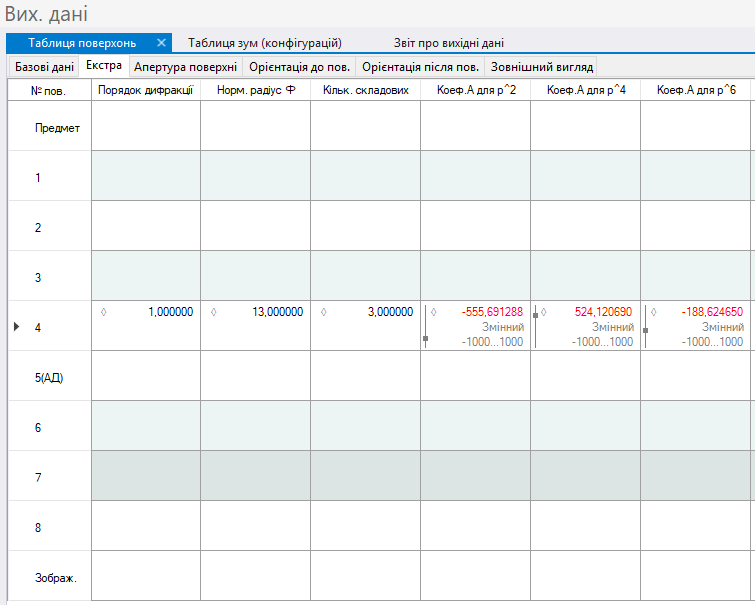 Вих. дані
Таблиця поверхонь ✕ Таблиця зум (конфігурацій) Звіт про вихідні дані
Базові дані Екстра Апертура поверхні Орієнтація до пов. Орієнтація після пов. Зовнішний вигляд
№ пов. Порядок дифракції Норм. радіус Ф Кільк. складових Коеф.А для p^2 Коеф.А для p^4 Коеф.А для p^6
Предмет
1
2
3
4 1,000000 13,000000 3,000000 -555,691288 524,120690 -188,624650
Змінний Змінний Змінний
-1000...1000 -1000...1000 -1000...1000
5(АД)
6
7
8
Зображ.